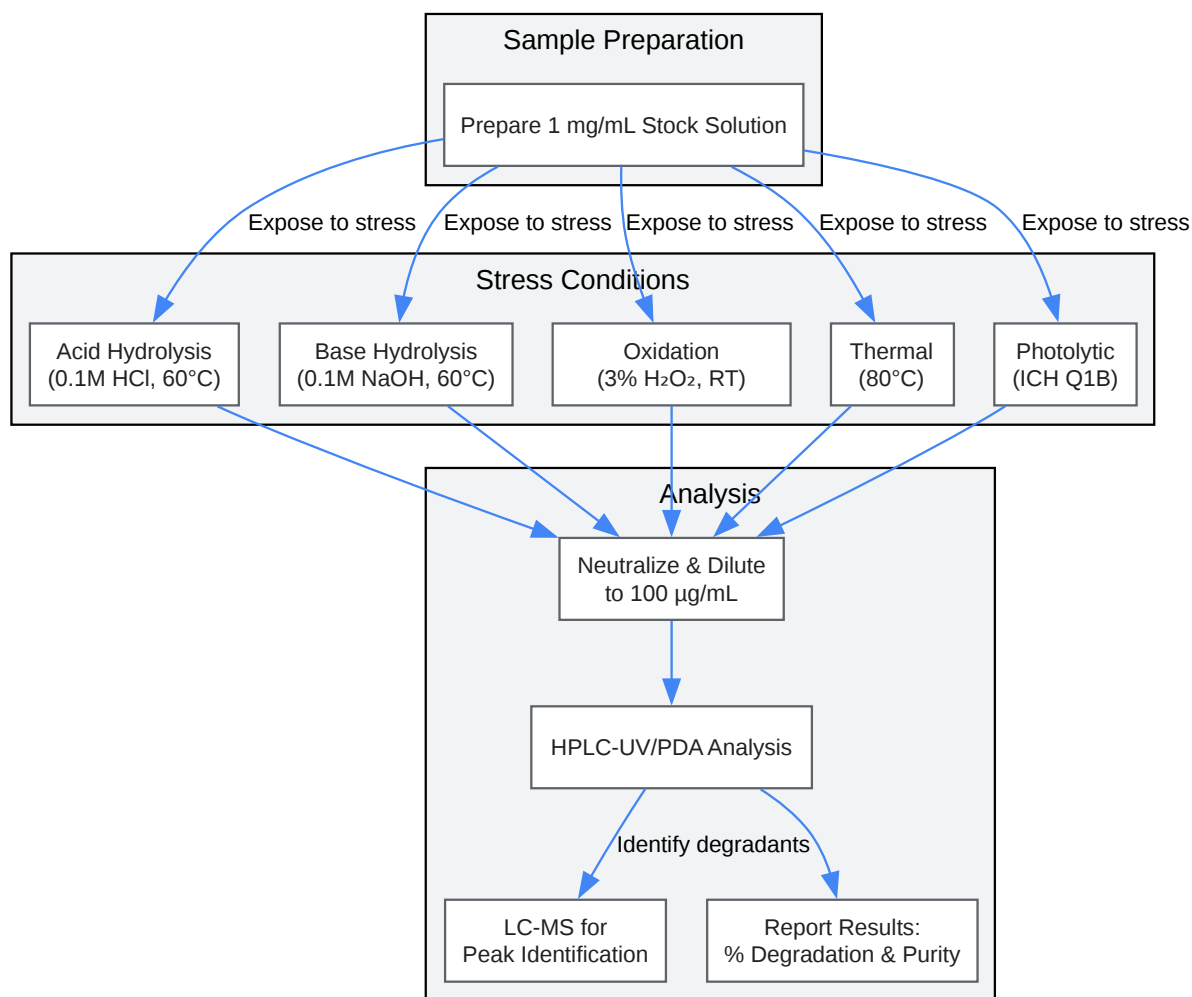 Sample Preparation
Prepare 1 mg/mL Stock Solution
Expose to stress
Expose to stress
Expose to stress
Expose to stress
Expose to stress
Stress Conditions
Acid Hydrolysis
(0.1M HCl, 60°C)
Base Hydrolysis
(0.1M NaOH, 60°C)
Oxidation
(3% H₂O₂, RT)
Thermal
(80°C)
Photolytic
(ICH Q1B)
Analysis
Neutralize & Dilute
to 100 µg/mL
HPLC-UV/PDA Analysis
Identify degradants
LC-MS for
Peak Identification
Report Results:
% Degradation & Purity